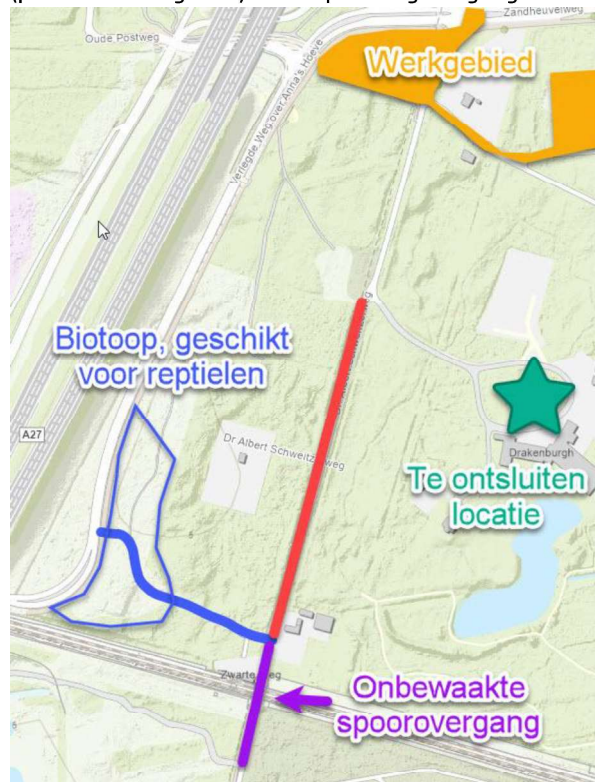 Zandheuvelweg
Oude Postweg
Werkgebied
Verlegde Weg over Anna's Hoeve
Biotoop, geschikt
voor reptielen
A27
Dr Albert Schweitzerweg
Drakenburgh
Te ontsluiten
locatie
6
Zwarteweg
Onbewaakte
spoorovergang